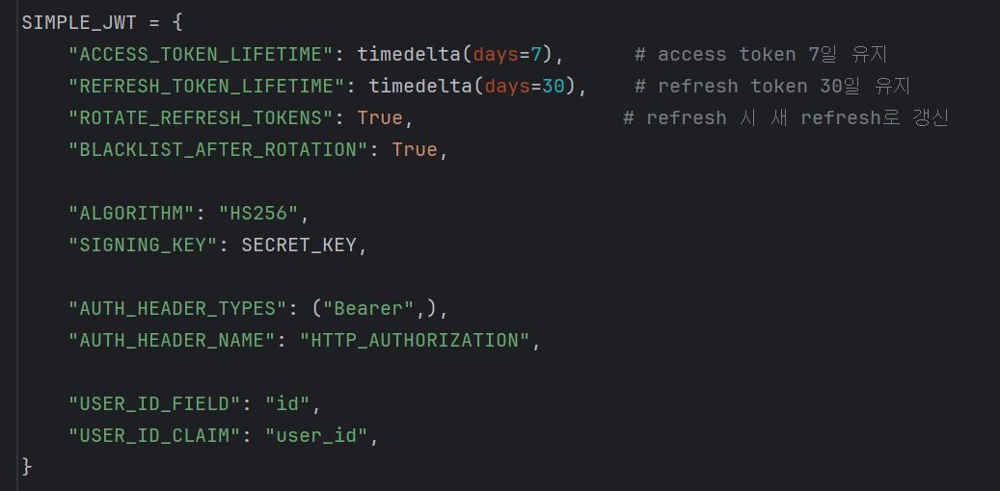 SIMPLE_JWT = {
    "ACCESS_TOKEN_LIFETIME": timedelta(days=7),      # access token 7일 유지
    "REFRESH_TOKEN_LIFETIME": timedelta(days=30),    # refresh token 30일 유지
    "ROTATE_REFRESH_TOKENS": True,                  # refresh 시 새 refresh로 갱신
    "BLACKLIST_AFTER_ROTATION": True,

    "ALGORITHM": "HS256",
    "SIGNING_KEY": SECRET_KEY,

    "AUTH_HEADER_TYPES": ("Bearer",),
    "AUTH_HEADER_NAME": "HTTP_AUTHORIZATION",

    "USER_ID_FIELD": "id",
    "USER_ID_CLAIM": "user_id",
}